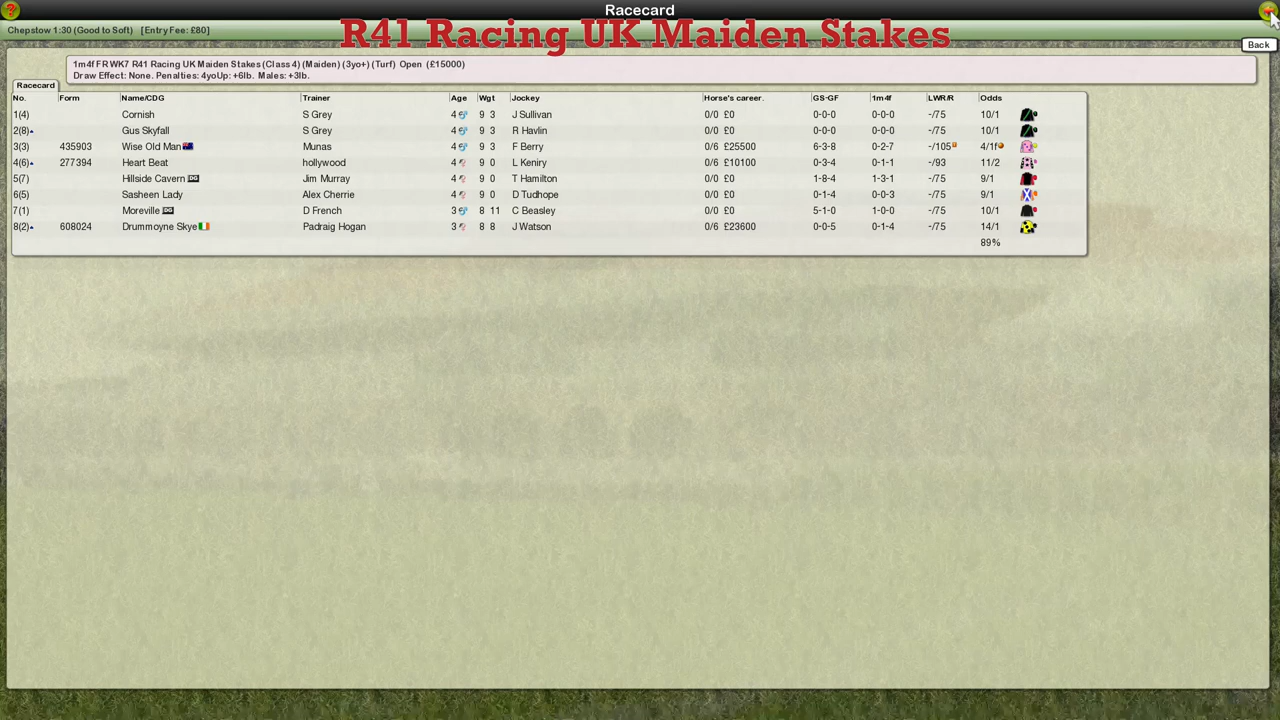 Racecard
R41 Racing UK Maiden Stakes
Chepstow 1:30 (Good to Soft) [Entry Fee: £80]
Back
1m4f FR WK7 R41 Racing UK Maiden Stakes (Class 4) (Maiden) (3yo+) (Turf) Open (£15000)
Draw Effect: None. Penalties: 4yoUp: +6lb. Males: +3lb.
Racecard
No. Form Name/CDG Trainer Age Wgt Jockey Horse's career. GS-GF 1m4f LWR/R Odds
1(4) Cornish S Grey 4 9 3 J Sullivan 0/0 £0 0-0-0 0-0-0 -/75 10/1
2(8) Gus Skyfall S Grey 4 9 3 R Havlin 0/0 £0 0-0-0 0-0-0 -/75 10/1
3(3) 435903 Wise Old Man Munas 4 9 3 F Berry 0/6 £25500 6-3-8 0-2-7 -/105 4/1f
4(6) 277394 Heart Beat hollywood 4 9 0 L Keniry 0/6 £10100 0-3-4 0-1-1 -/93 11/2
5(7) Hillside Cavern Jim Murray 4 9 0 T Hamilton 0/0 £0 1-8-4 1-3-1 -/75 9/1
6(5) Sasheen Lady Alex Cherrie 4 9 0 D Tudhope 0/0 £0 0-1-4 0-0-3 -/75 9/1
7(1) Moreville D French 3 8 11 C Beasley 0/0 £0 5-1-0 1-0-0 -/75 10/1
8(2) 608024 Drummoyne Skye Padraig Hogan 3 8 8 J Watson 0/6 £23600 0-0-5 0-1-4 -/75 14/1
89%